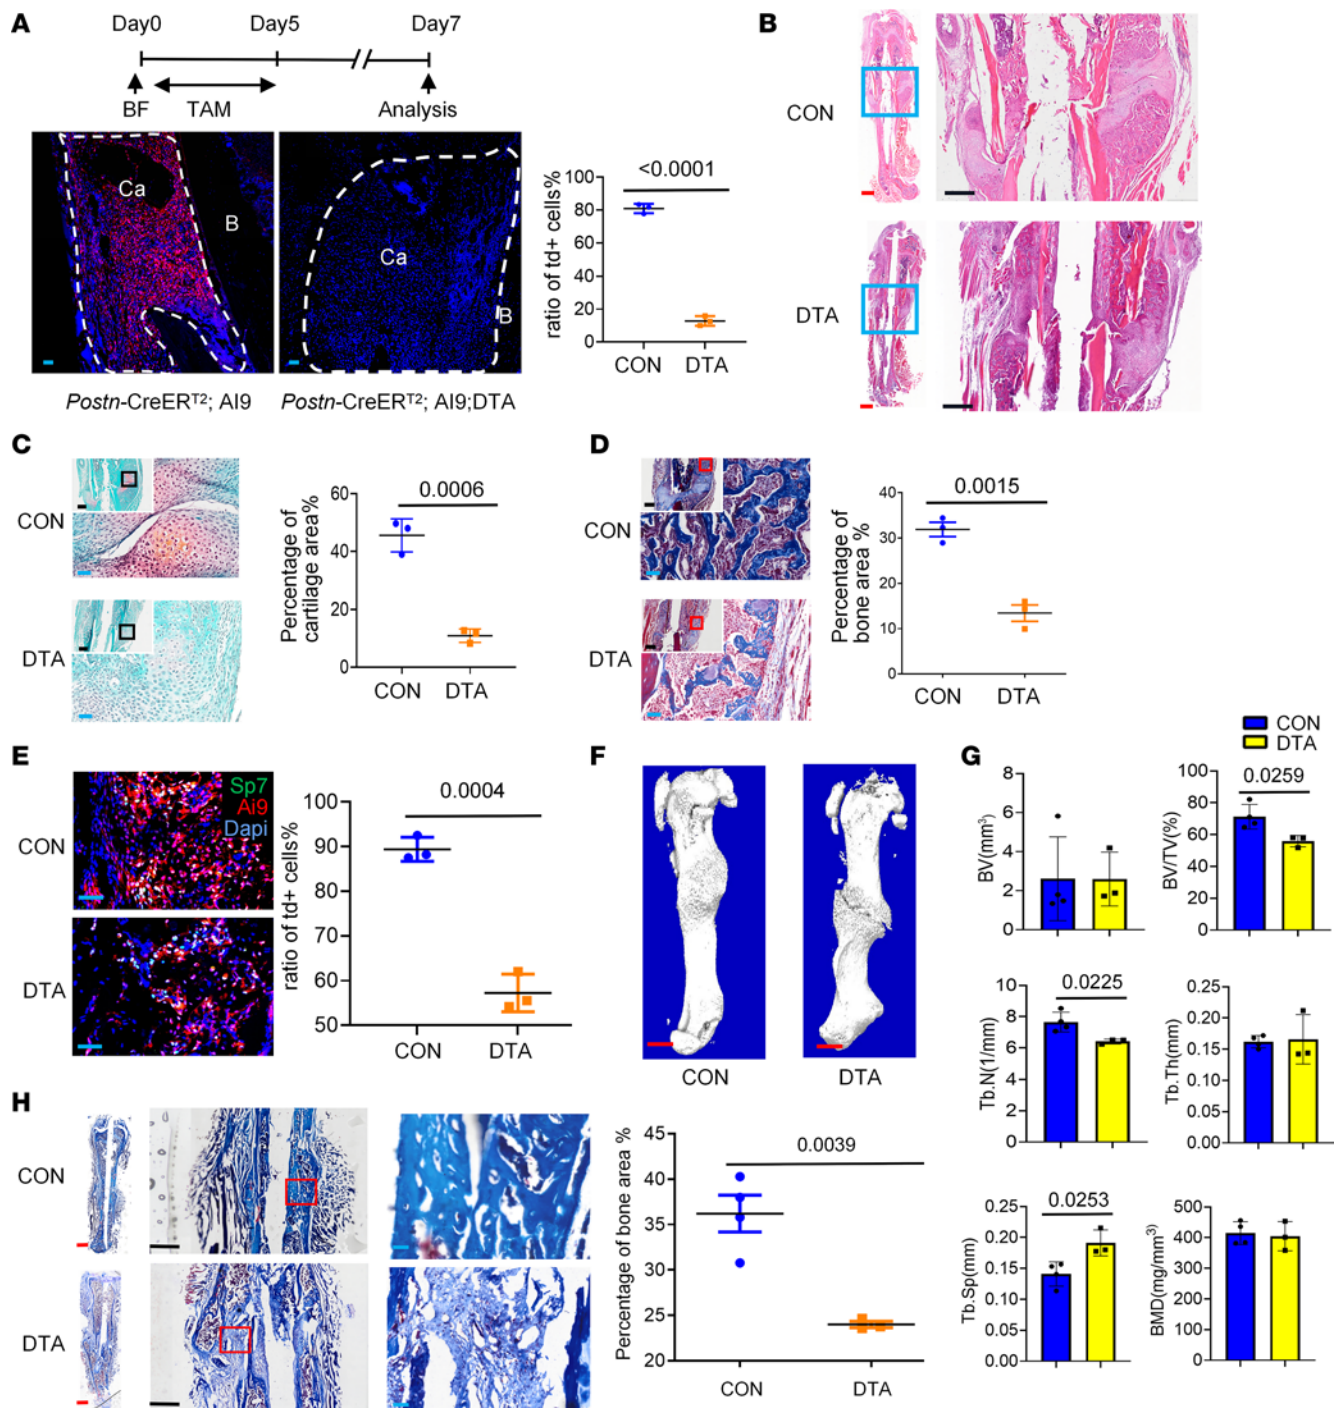 A
Day0 Day5 Day7
BF TAM Analysis
Ca B Ca B
Postn-CreERᵀ²; AI9 Postn-CreERᵀ²; AI9;DTA
ratio of td+ cells%
<0.0001
100
80
60
40
20
0
CON DTA
B
CON
DTA
C
CON
DTA
Percentage of
cartilage area%
0.0006
60
40
20
0
CON DTA
D
CON
DTA
Percentage of
bone area %
0.0015
40
30
20
10
0
CON DTA
E
Sp7
Ai9
Dapi
CON
DTA
ratio of td+ cells%
0.0004
100
90
80
70
60
50
CON DTA
F
CON DTA
G
CON
DTA
BV(mm³)
8
6
4
2
0
BV/TV(%)
0.0259
100
80
60
40
20
0
Tb.N(1/mm)
0.0225
10
8
6
4
2
0
Tb.Th(mm)
0.25
0.20
0.15
0.10
0.05
0.00
Tb.Sp(mm)
0.0253
0.25
0.20
0.15
0.10
0.05
0.00
BMD(mg/mm³)
500
400
300
200
100
0
H
CON
DTA
Percentage of bone area %
0.0039
45
40
35
30
25
20
CON DTA